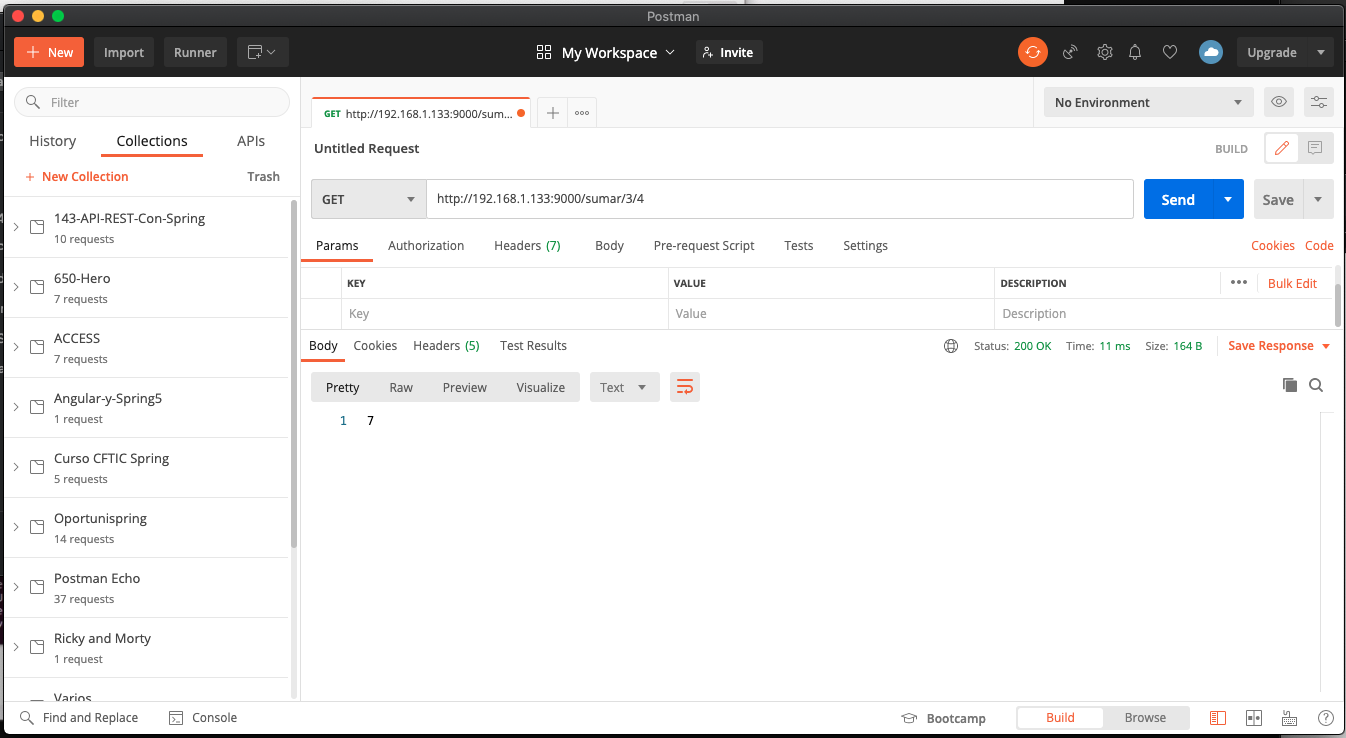 Postman
New
Import
Runner
My Workspace
Invite
Upgrade
Filter
History
Collections
APIs
+ New Collection
Trash
143-API-REST-Con-Spring
10 requests
650-Hero
7 requests
ACCESS
7 requests
Angular-y-Spring5
1 request
Curso CFTIC Spring
5 requests
Oportunispring
14 requests
Postman Echo
37 requests
Ricky and Morty
1 request
Varios
GET http://192.168.1.133:9000/sum...
No Environment
Untitled Request
BUILD
GET
http://192.168.1.133:9000/sumar/3/4
Send
Save
Params
Authorization
Headers (7)
Body
Pre-request Script
Tests
Settings
Cookies
Code
KEY
VALUE
DESCRIPTION
Bulk Edit
Key
Value
Description
Body
Cookies
Headers (5)
Test Results
Status: 200 OK
Time: 11 ms
Size: 164 B
Save Response
Pretty
Raw
Preview
Visualize
Text
1 7
Find and Replace
Console
Bootcamp
Build
Browse